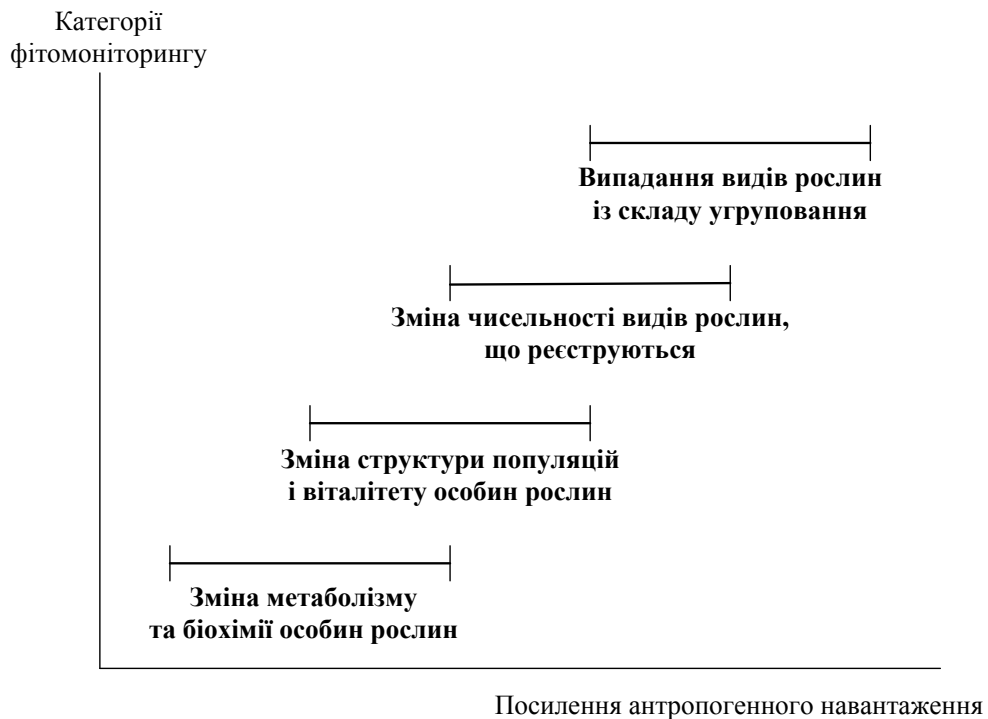 Категорії
фітомоніторингу
Випадання видів рослин
із складу угруповання
Зміна чисельності видів рослин,
що реєструються
Зміна структури популяцій
і віталітету особин рослин
Зміна метаболізму
та біохімії особин рослин
Посилення антропогенного навантаження